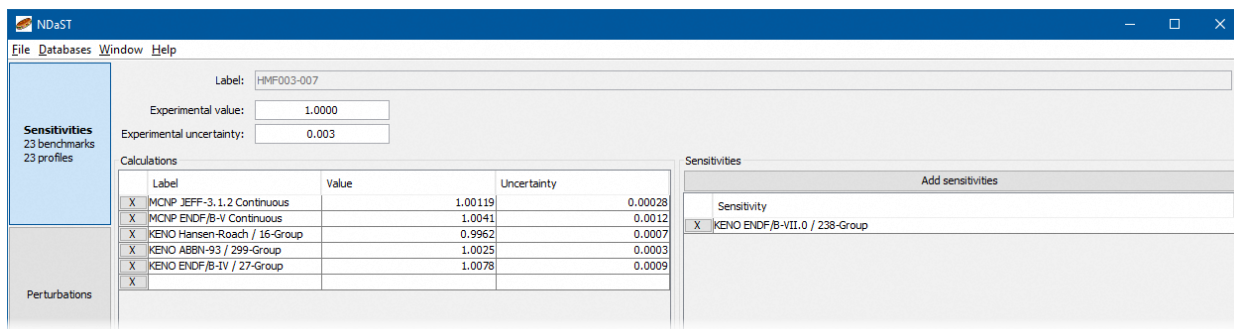 NDaST
File Databases Window Help
Label: HMF003-007
Experimental value: 1.0000
Experimental uncertainty: 0.003
Sensitivities
23 benchmarks
23 profiles
Perturbations
Calculations
Label Value Uncertainty
X MCNP JEFF-3.1.2 Continuous 1.00119 0.00028
X MCNP ENDF/B-V Continuous 1.0041 0.0012
X KENO Hansen-Roach / 16-Group 0.9962 0.0007
X KENO ABBN-93 / 299-Group 1.0025 0.0003
X KENO ENDF/B-IV / 27-Group 1.0078 0.0009
X
Sensitivities
Add sensitivities
Sensitivity
X KENO ENDF/B-VII.0 / 238-Group